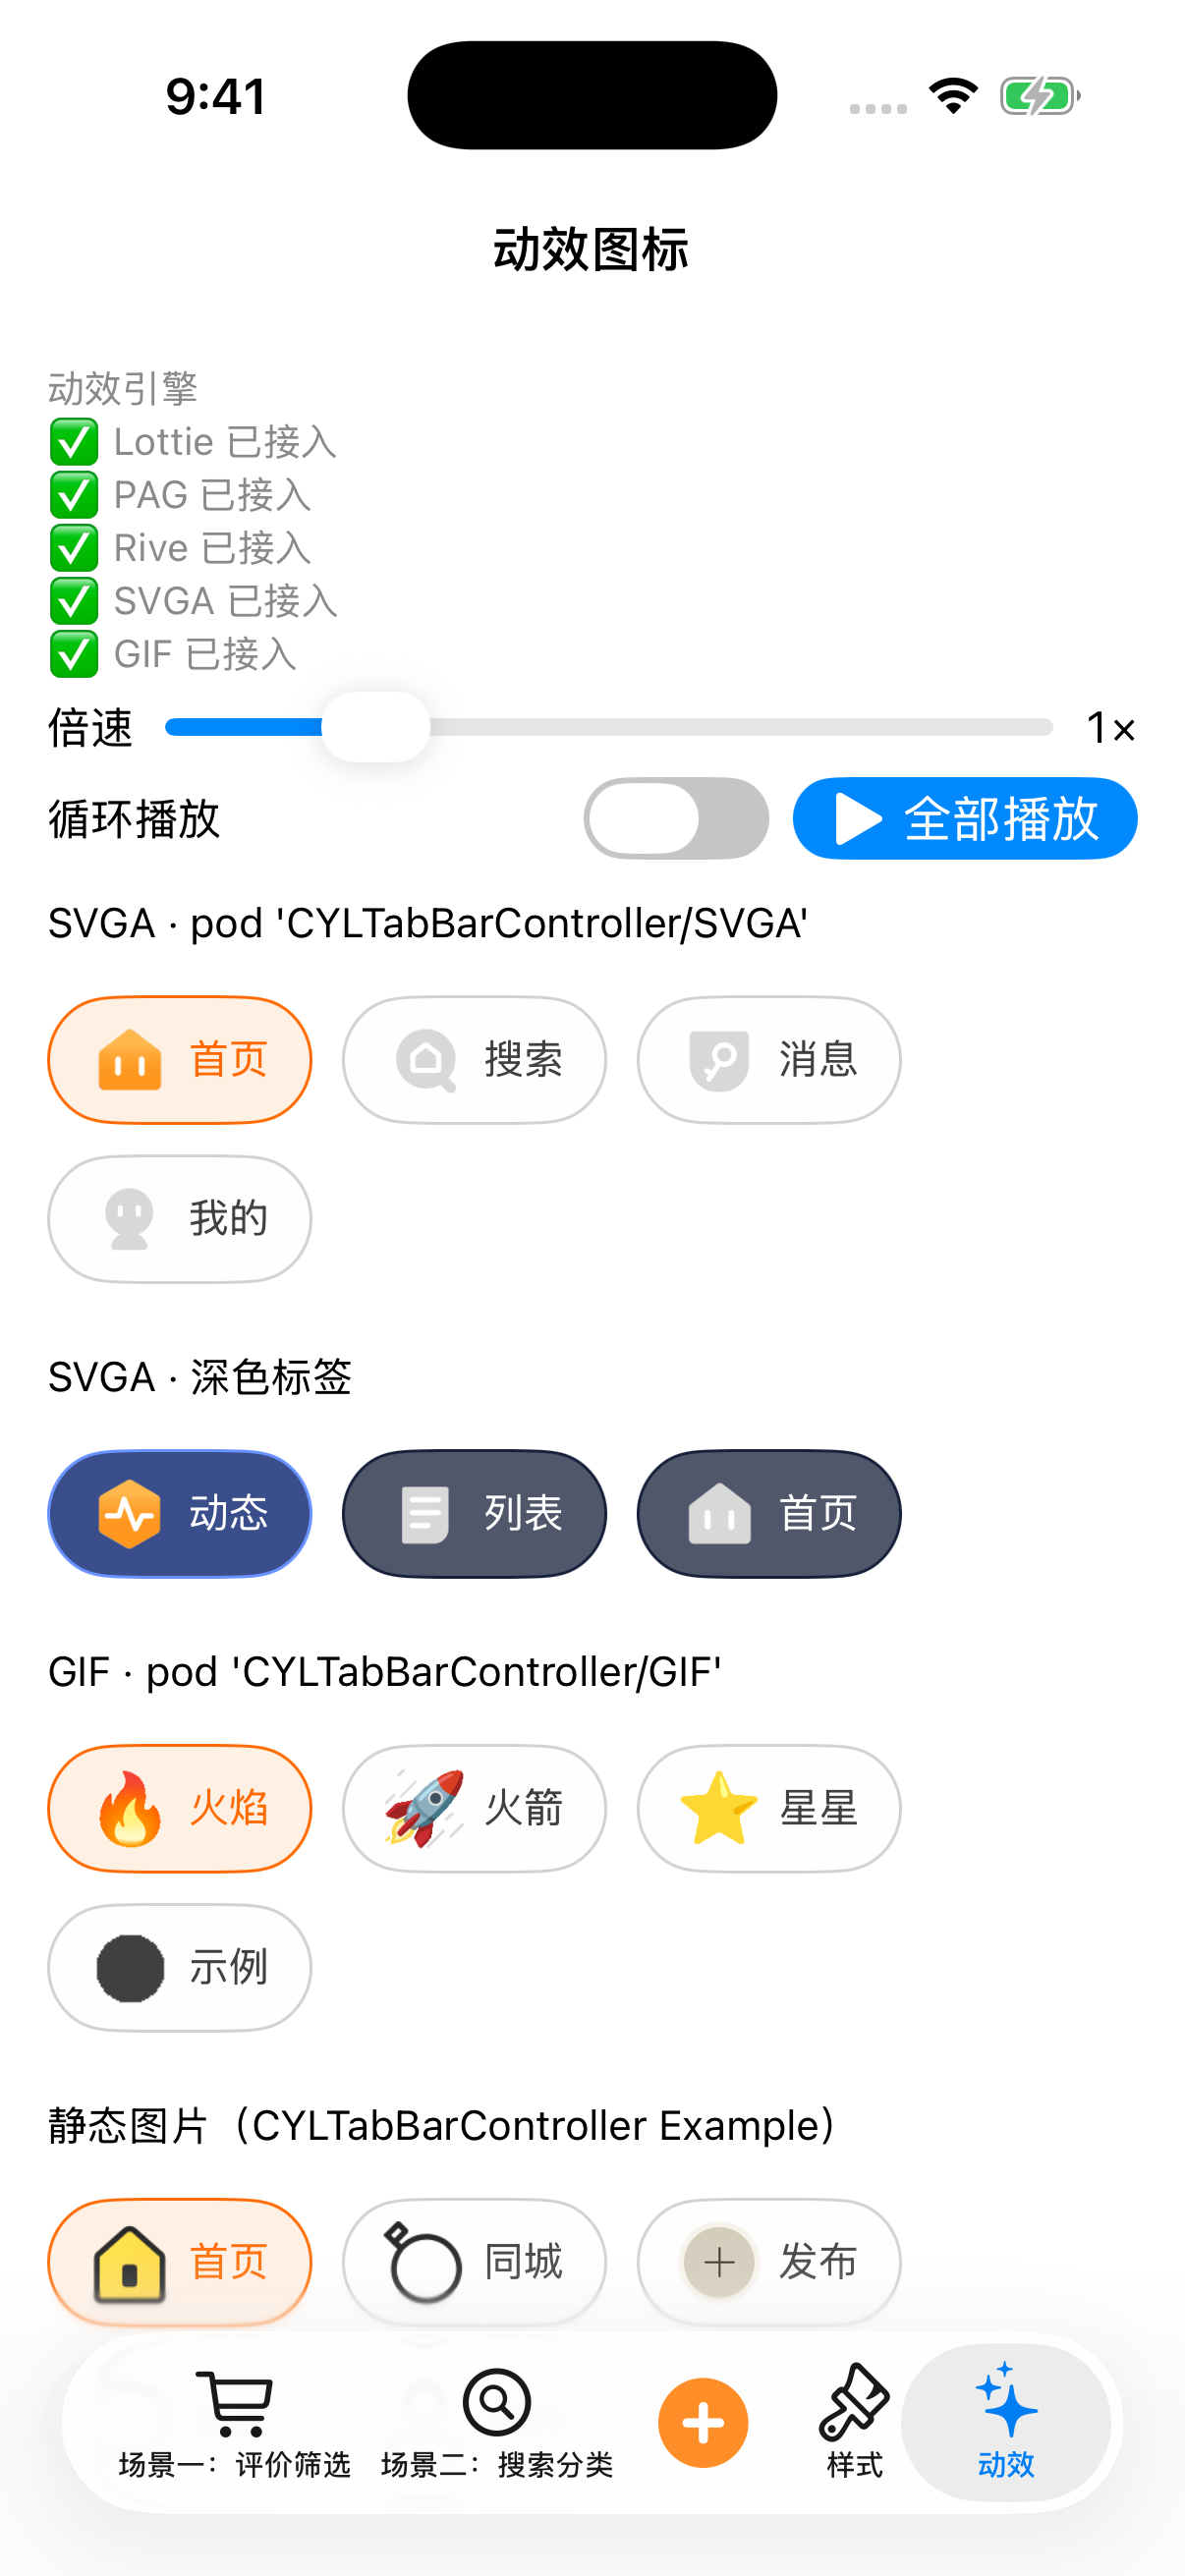 9:41
动效图标
动效引擎
✅ Lottie 已接入
✅ PAG 已接入
✅ Rive 已接入
✅ SVGA 已接入
✅ GIF 已接入
倍速 1×
循环播放 ▶ 全部播放
SVGA · pod 'CYLTabBarController/SVGA'
首页 搜索 消息
我的
SVGA · 深色标签
动态 列表 首页
GIF · pod 'CYLTabBarController/GIF'
火焰 火箭 星星
示例
静态图片（CYLTabBarController Example）
首页 同城 发布
场景一：评价筛选 场景二：搜索分类 样式 动效